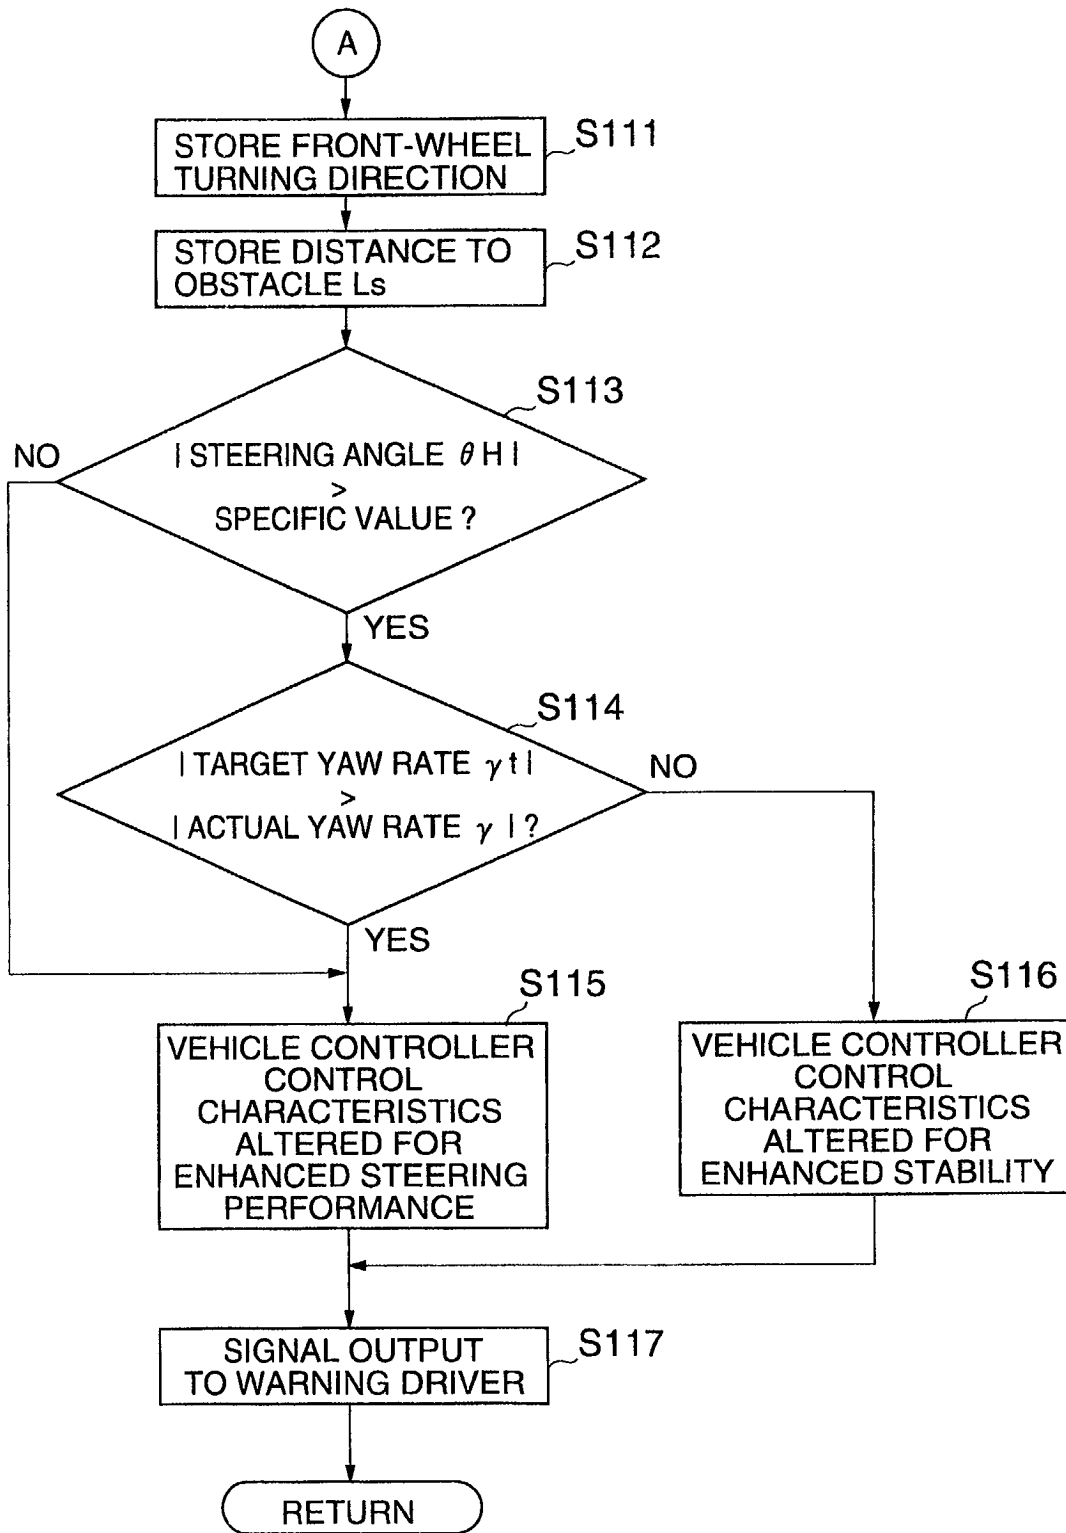 A
STORE FRONT-WHEEL
TURNING DIRECTION
S111
STORE DISTANCE TO
OBSTACLE Ls
S112
S113
NO
| STEERING ANGLE θ H |
>
SPECIFIC VALUE ?
YES
S114
| TARGET YAW RATE γ t |
>
| ACTUAL YAW RATE γ | ?
NO
YES
S115
VEHICLE CONTROLLER
CONTROL
CHARACTERISTICS
ALTERED FOR
ENHANCED STEERING
PERFORMANCE
S116
VEHICLE CONTROLLER
CONTROL
CHARACTERISTICS
ALTERED FOR
ENHANCED STABILITY
SIGNAL OUTPUT
TO WARNING DRIVER
S117
RETURN